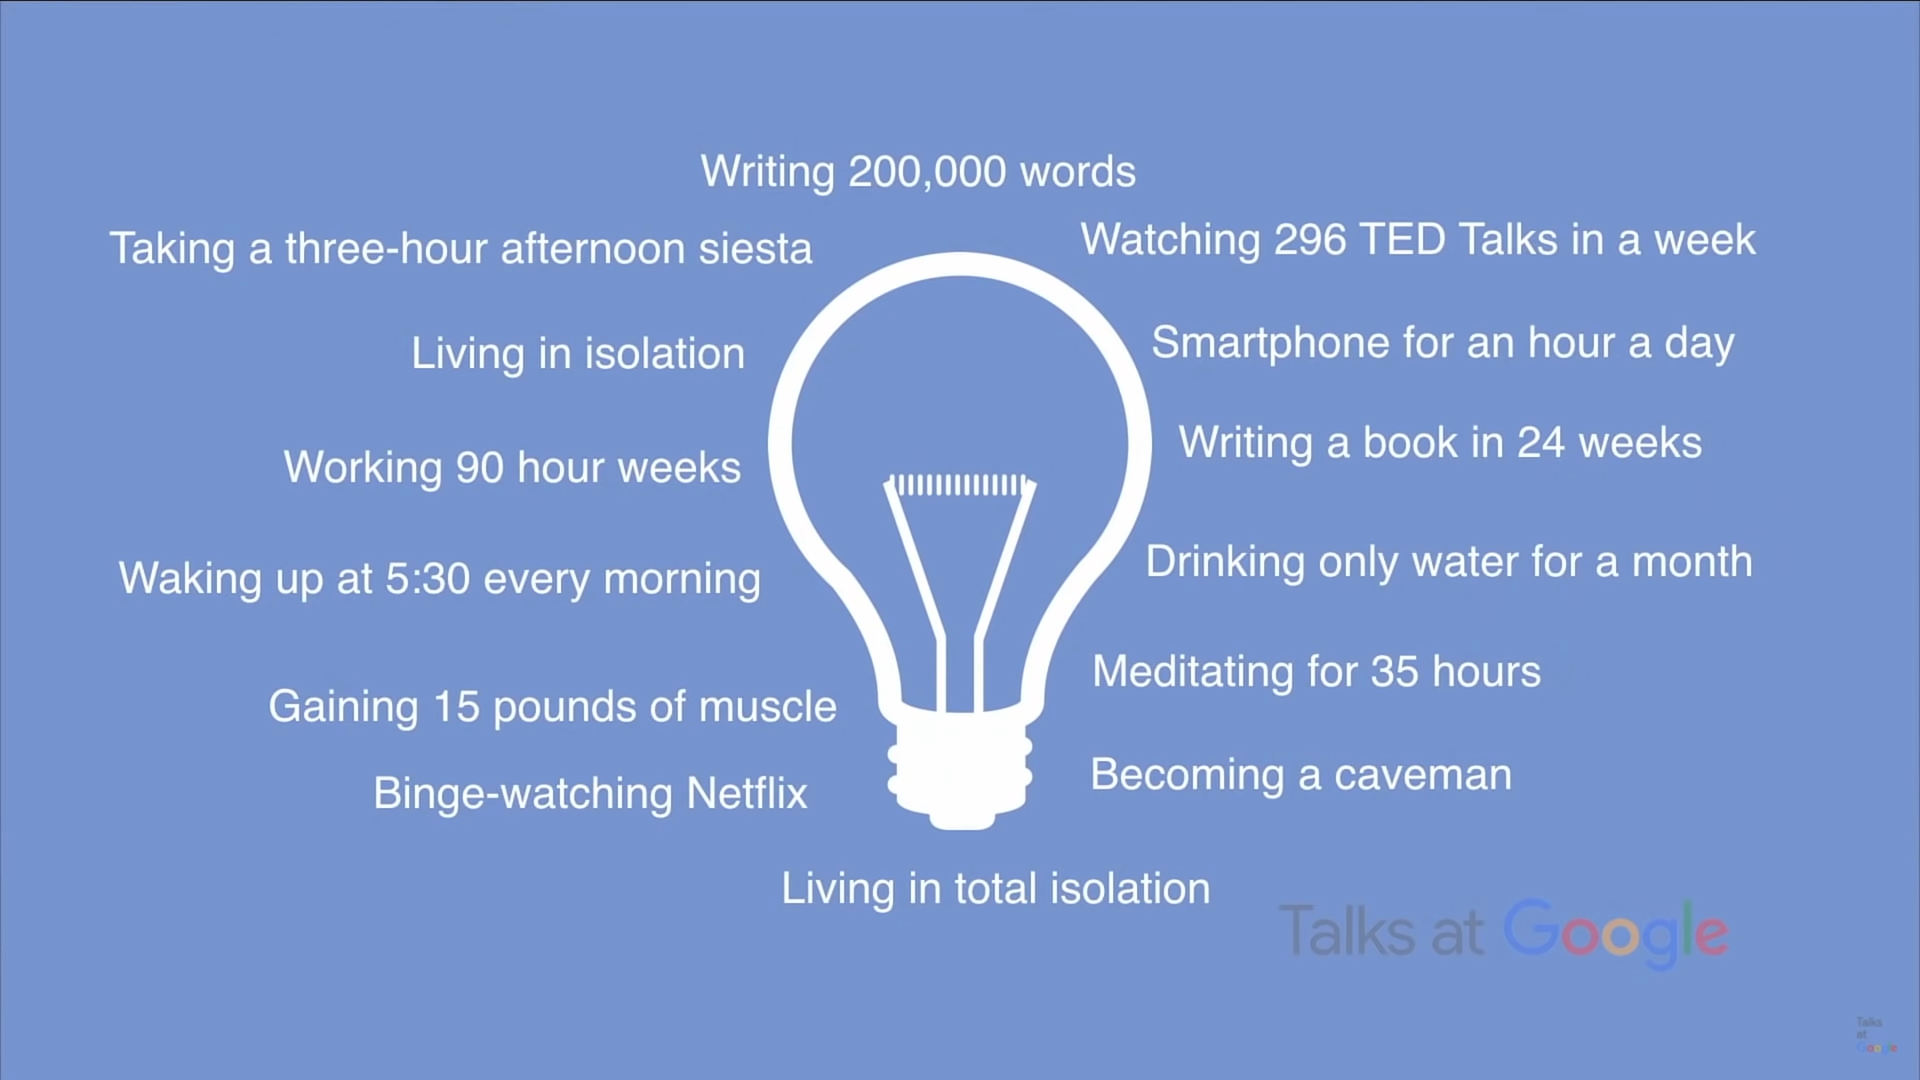 Writing 200,000 words
Taking a three-hour afternoon siesta
Watching 296 TED Talks in a week
Living in isolation
Smartphone for an hour a day
Working 90 hour weeks
Writing a book in 24 weeks
Waking up at 5:30 every morning
Drinking only water for a month
Gaining 15 pounds of muscle
Meditating for 35 hours
Binge-watching Netflix
Becoming a caveman
Living in total isolation
Talks at Google
Talks
at
Google